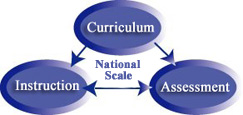 Curriculum
National
Scale
Instruction
Assessment